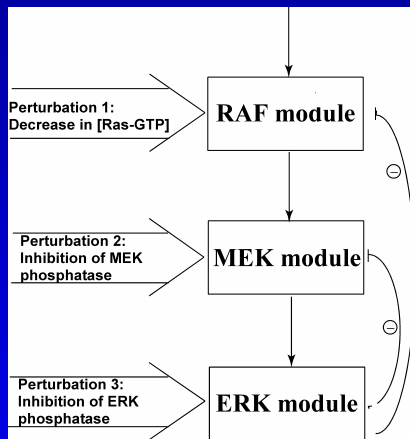 RAF module
Perturbation 1:
Decrease in [Ras-GTP]
MEK module
Perturbation 2:
Inhibition of MEK
phosphatase
ERK module
Perturbation 3:
Inhibition of ERK
phosphatase